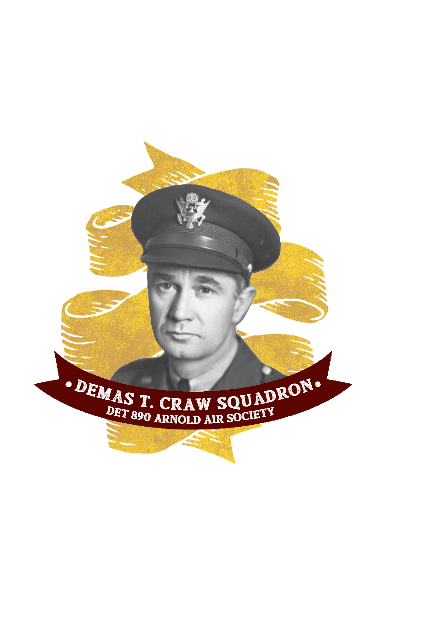 • DEMAS T. CRAW SQUADRON •
DET 890 ARNOLD AIR SOCIETY